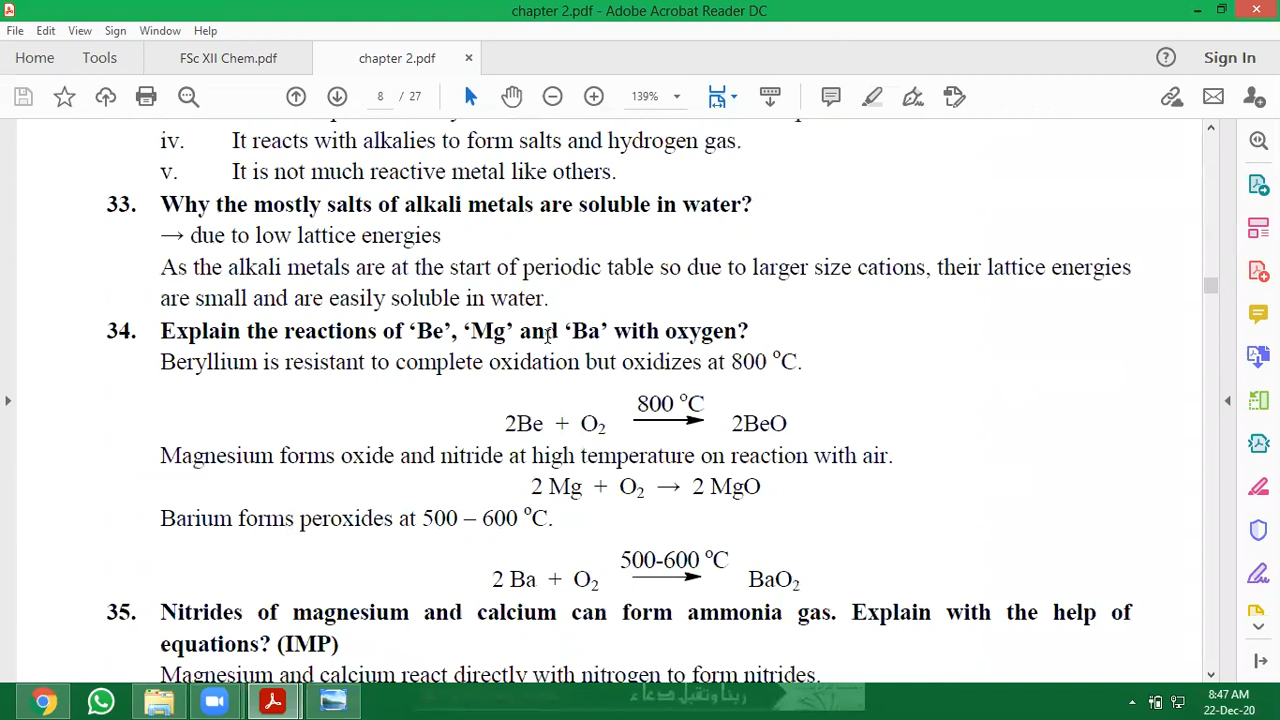 chapter 2.pdf - Adobe Acrobat Reader DC
File Edit View Sign Window Help
Home Tools FSc XII Chem.pdf chapter 2.pdf × Sign In
8 / 27 139%
iv. It reacts with alkalies to form salts and hydrogen gas.
v. It is not much reactive metal like others.
33. Why the mostly salts of alkali metals are soluble in water?
→ due to low lattice energies
As the alkali metals are at the start of periodic table so due to larger size cations, their lattice energies
are small and are easily soluble in water.
34. Explain the reactions of ‘Be’, ‘Mg’ and ‘Ba’ with oxygen?
Beryllium is resistant to complete oxidation but oxidizes at 800 °C.
800 °C
2Be + O₂ → 2BeO
Magnesium forms oxide and nitride at high temperature on reaction with air.
2 Mg + O₂ → 2 MgO
Barium forms peroxides at 500 – 600 °C.
500-600 °C
2 Ba + O₂ → BaO₂
35. Nitrides of magnesium and calcium can form ammonia gas. Explain with the help of
equations? (IMP)
Magnesium and calcium react directly with nitrogen to form nitrides.
ربنا وتقبل دعاء
8:47 AM
22-Dec-20